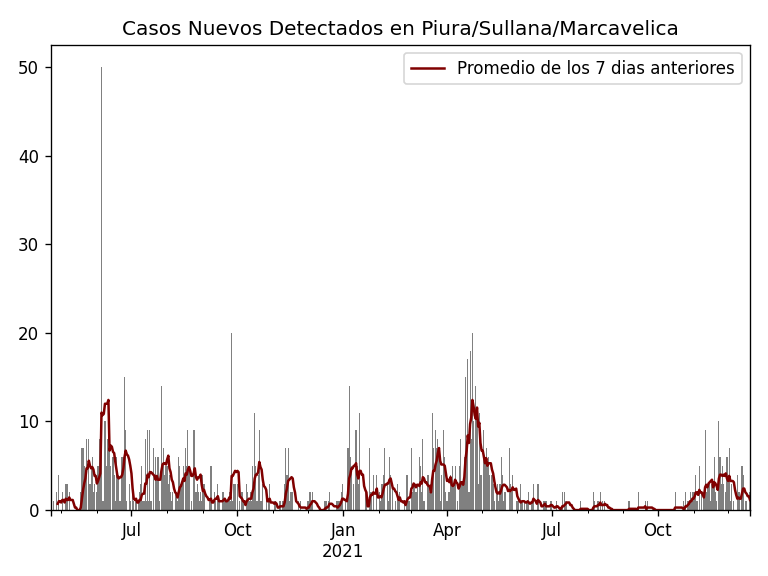 Casos Nuevos Detectados en Piura/Sullana/Marcavelica
Promedio de los 7 dias anteriores
50
40
30
20
10
0
Jul
Oct
Jan
Apr
Jul
Oct
2021